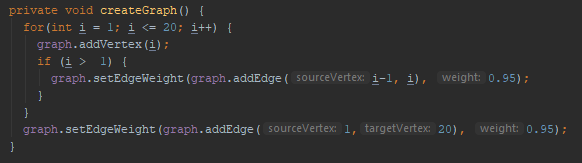 private void createGraph() {
for(int i = 1; i <= 20; i++) {
graph.addVertex(i);
if (i > 1) {
graph.setEdgeWeight(graph.addEdge( sourceVertex: i-1, i), weight: 0.95);
}
}
graph.setEdgeWeight(graph.addEdge( sourceVertex: 1, targetVertex: 20), weight: 0.95);
}